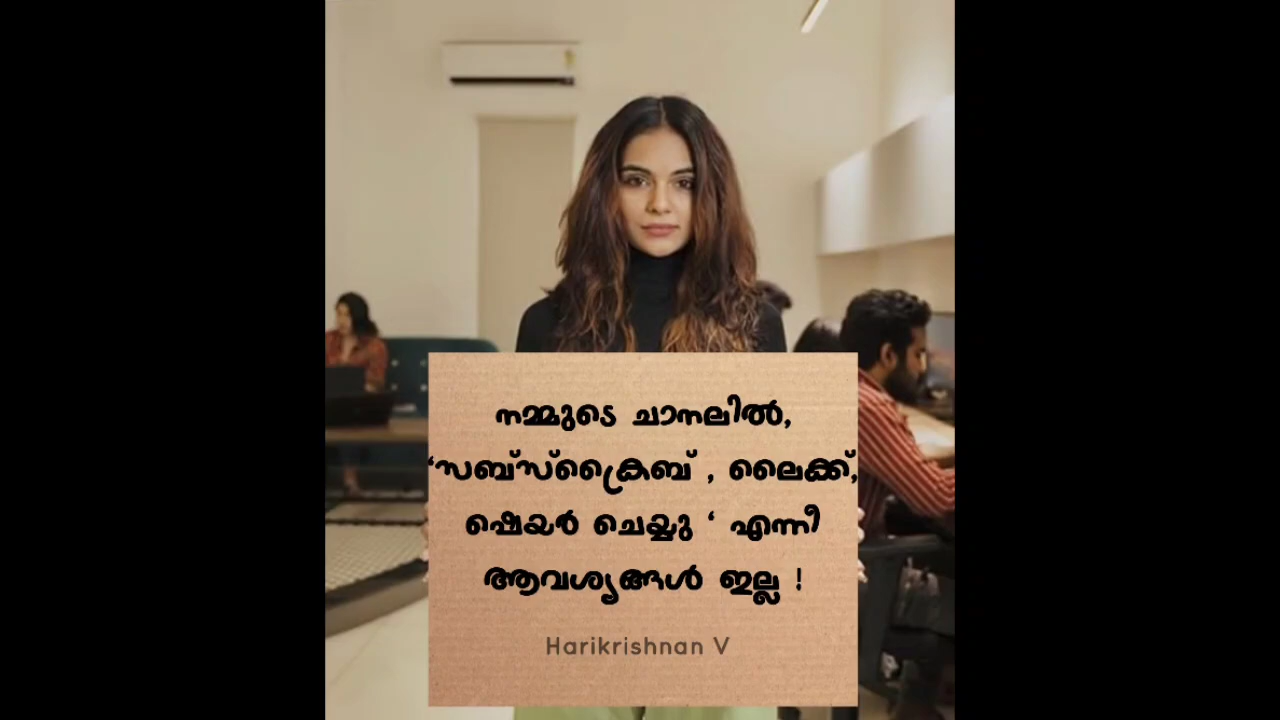 നമ്മുടെ ചാനലിൽ,
‘സബ്സ്ക്രൈബ് , ലൈക്ക്,
ഷെയർ ചെയ്യു ‘ എന്നീ
ആവശ്യങ്ങൾ ഇല്ല !
Harikrishnan V